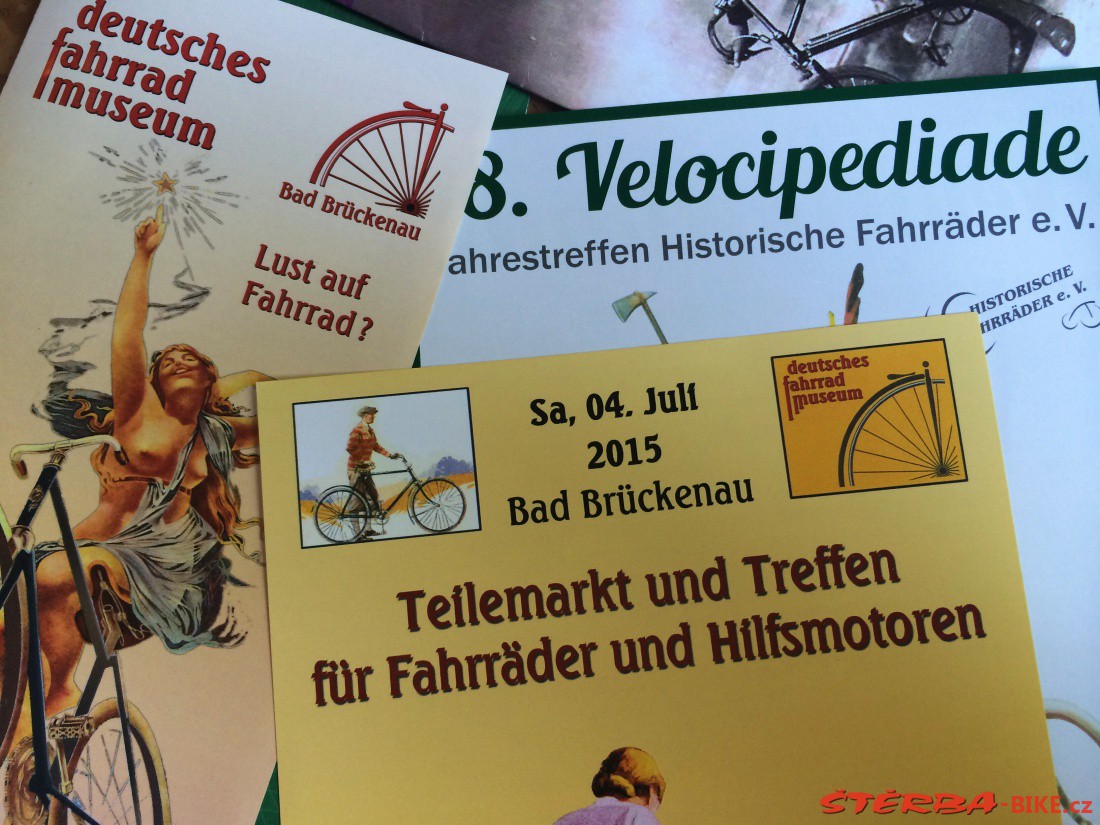 deutsches
fahrrad
museum
Bad Brückenau
Lust auf
Fahrrad?
8. Velocipediade
ahrestreffen Historische Fahrräder e. V.
HISTORISCHE
HRRÄDER e. V.
Sa, 04. Juli
2015
Bad Brückenau
deutsches
fahrrad
museum
Teilemarkt und Treffen
für Fahrräder und Hilfsmotoren
ŠTĚRBA-BIKE.cz